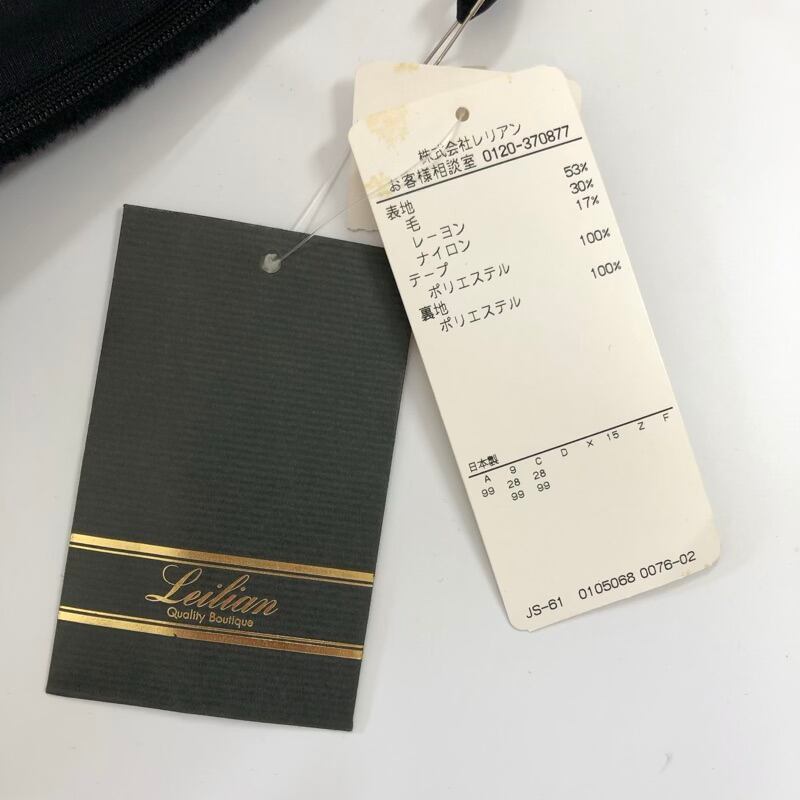 株式会社レリアン
お客様相談室 0120-370877
表地
毛 53%
レーヨン 30%
ナイロン 17%
テープ
ポリエステル 100%
裏地
ポリエステル 100%
日本製
A 9 C D X 15 Z F
99 28 28
99 99
JS-61 0105068 0076-02
Leilian
Quality Boutique